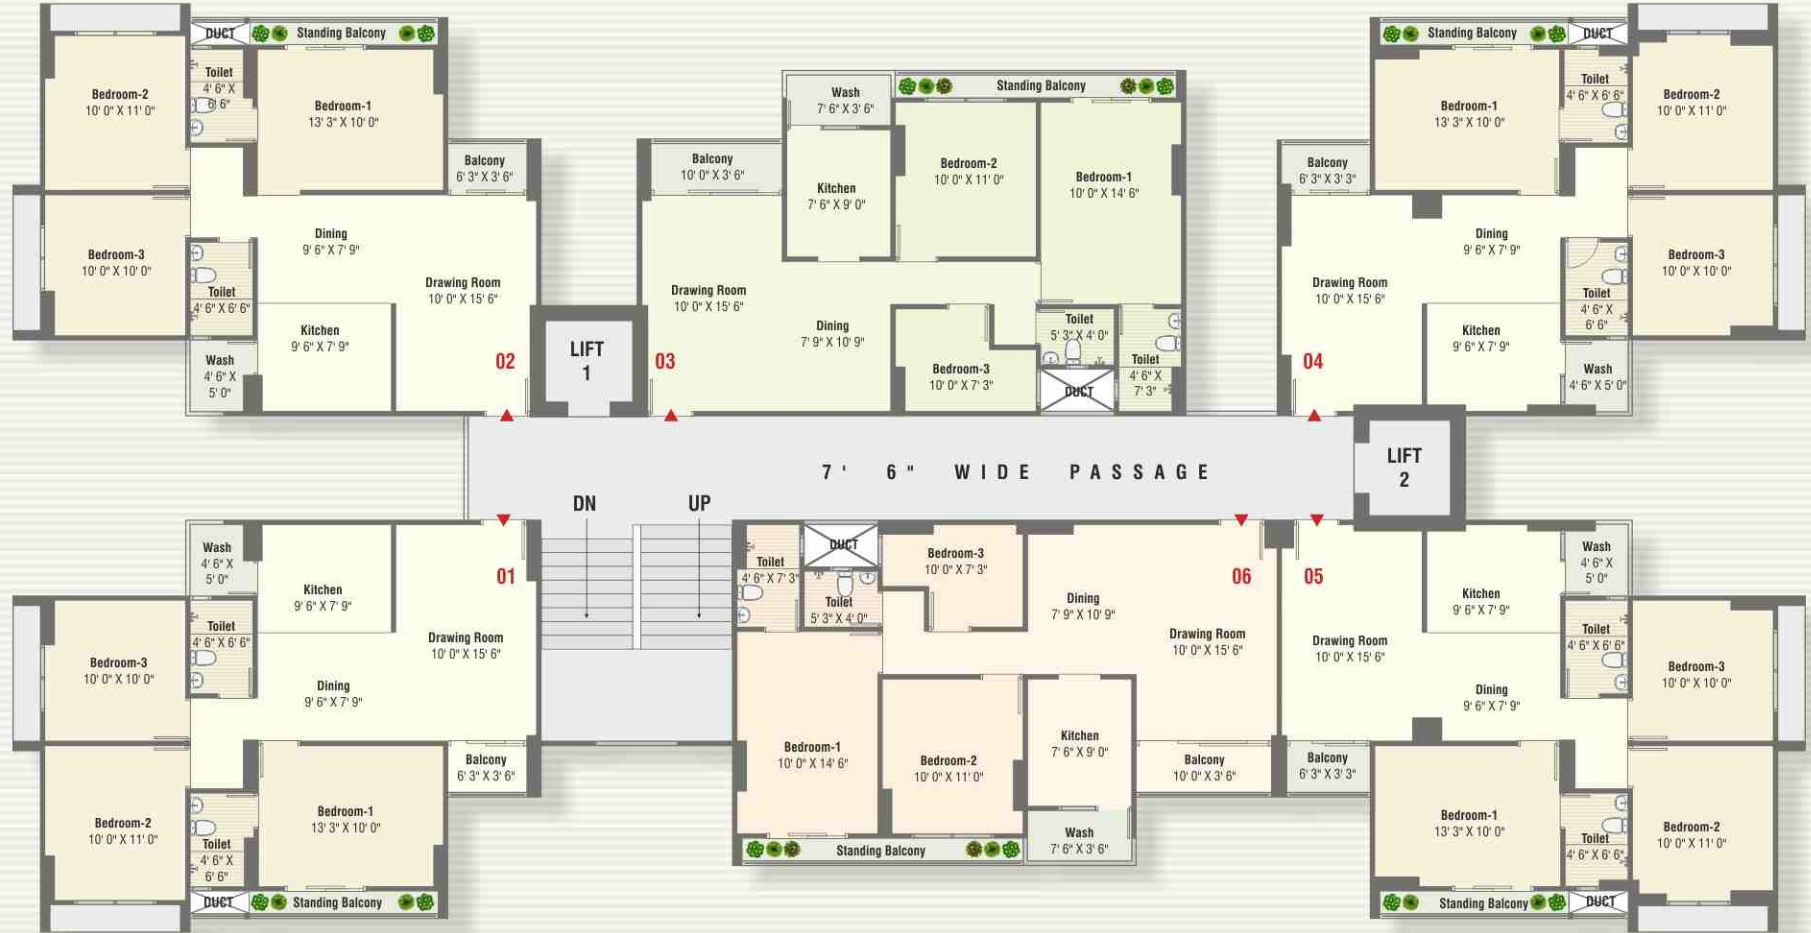 DUCT
Standing Balcony
Bedroom-2
10' 0" X 11' 0"
Toilet
4' 6" X
6' 6"
Bedroom-1
13' 3" X 10' 0"
Balcony
6' 3" X 3' 6"
Bedroom-3
10' 0" X 10' 0"
Dining
9' 6" X 7' 9"
Drawing Room
10' 0" X 15' 6"
Toilet
4' 6" X 6' 6"
Kitchen
9' 6" X 7' 9"
Wash
4' 6" X
5' 0"
02
LIFT
1
Wash
7' 6" X 3' 6"
Standing Balcony
Balcony
10' 0" X 3' 6"
Kitchen
7' 6" X 9' 0"
Bedroom-2
10' 0" X 11' 0"
Bedroom-1
10' 0" X 14' 6"
Drawing Room
10' 0" X 15' 6"
Dining
7' 9" X 10' 9"
03
Bedroom-3
10' 0" X 7' 3"
Toilet
5' 3" X 4' 0"
DUCT
Toilet
4' 6" X
7' 3"
Standing Balcony
DUCT
Bedroom-1
13' 3" X 10' 0"
Toilet
4' 6" X 6' 6"
Bedroom-2
10' 0" X 11' 0"
Balcony
6' 3" X 3' 3"
Dining
9' 6" X 7' 9"
Bedroom-3
10' 0" X 10' 0"
Drawing Room
10' 0" X 15' 6"
Toilet
4' 6" X
6' 6"
Kitchen
9' 6" X 7' 9"
04
Wash
4' 6" X 5' 0"
7' 6" WIDE PASSAGE
LIFT
2
DN
UP
Wash
4' 6" X
5' 0"
01
Kitchen
9' 6" X 7' 9"
Toilet
4' 6" X 6' 6"
Drawing Room
10' 0" X 15' 6"
Bedroom-3
10' 0" X 10' 0"
Dining
9' 6" X 7' 9"
Balcony
6' 3" X 3' 6"
Bedroom-2
10' 0" X 11' 0"
Bedroom-1
13' 3" X 10' 0"
Toilet
4' 6" X
6' 6"
DUCT
Standing Balcony
DUCT
Toilet
4' 6" X 7' 3"
Toilet
5' 3" X 4' 0"
Bedroom-3
10' 0" X 7' 3"
06
Dining
7' 9" X 10' 9"
Drawing Room
10' 0" X 15' 6"
Bedroom-1
10' 0" X 14' 6"
Bedroom-2
10' 0" X 11' 0"
Kitchen
7' 6" X 9' 0"
Balcony
10' 0" X 3' 6"
Wash
7' 6" X 3' 6"
Standing Balcony
05
Wash
4' 6" X
5' 0"
Kitchen
9' 6" X 7' 9"
Toilet
4' 6" X 6' 6"
Drawing Room
10' 0" X 15' 6"
Bedroom-3
10' 0" X 10' 0"
Dining
9' 6" X 7' 9"
Balcony
6' 3" X 3' 3"
Bedroom-1
13' 3" X 10' 0"
Toilet
4' 6" X 6' 6"
Bedroom-2
10' 0" X 11' 0"
Standing Balcony
DUCT